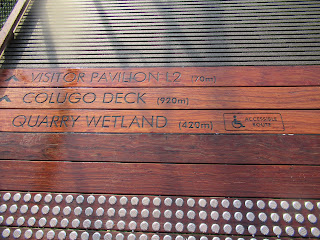 VISITOR PAVILION L2 (70m)
COLUGO DECK (920m)
QUARRY WETLAND (420m) ACCESSIBLE ROUTE